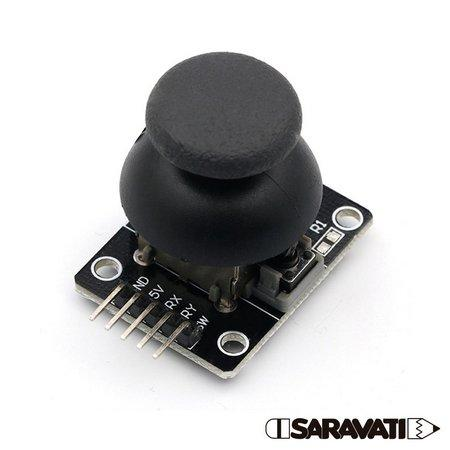 R1
ND
5V
RX
RY
SARAVATI